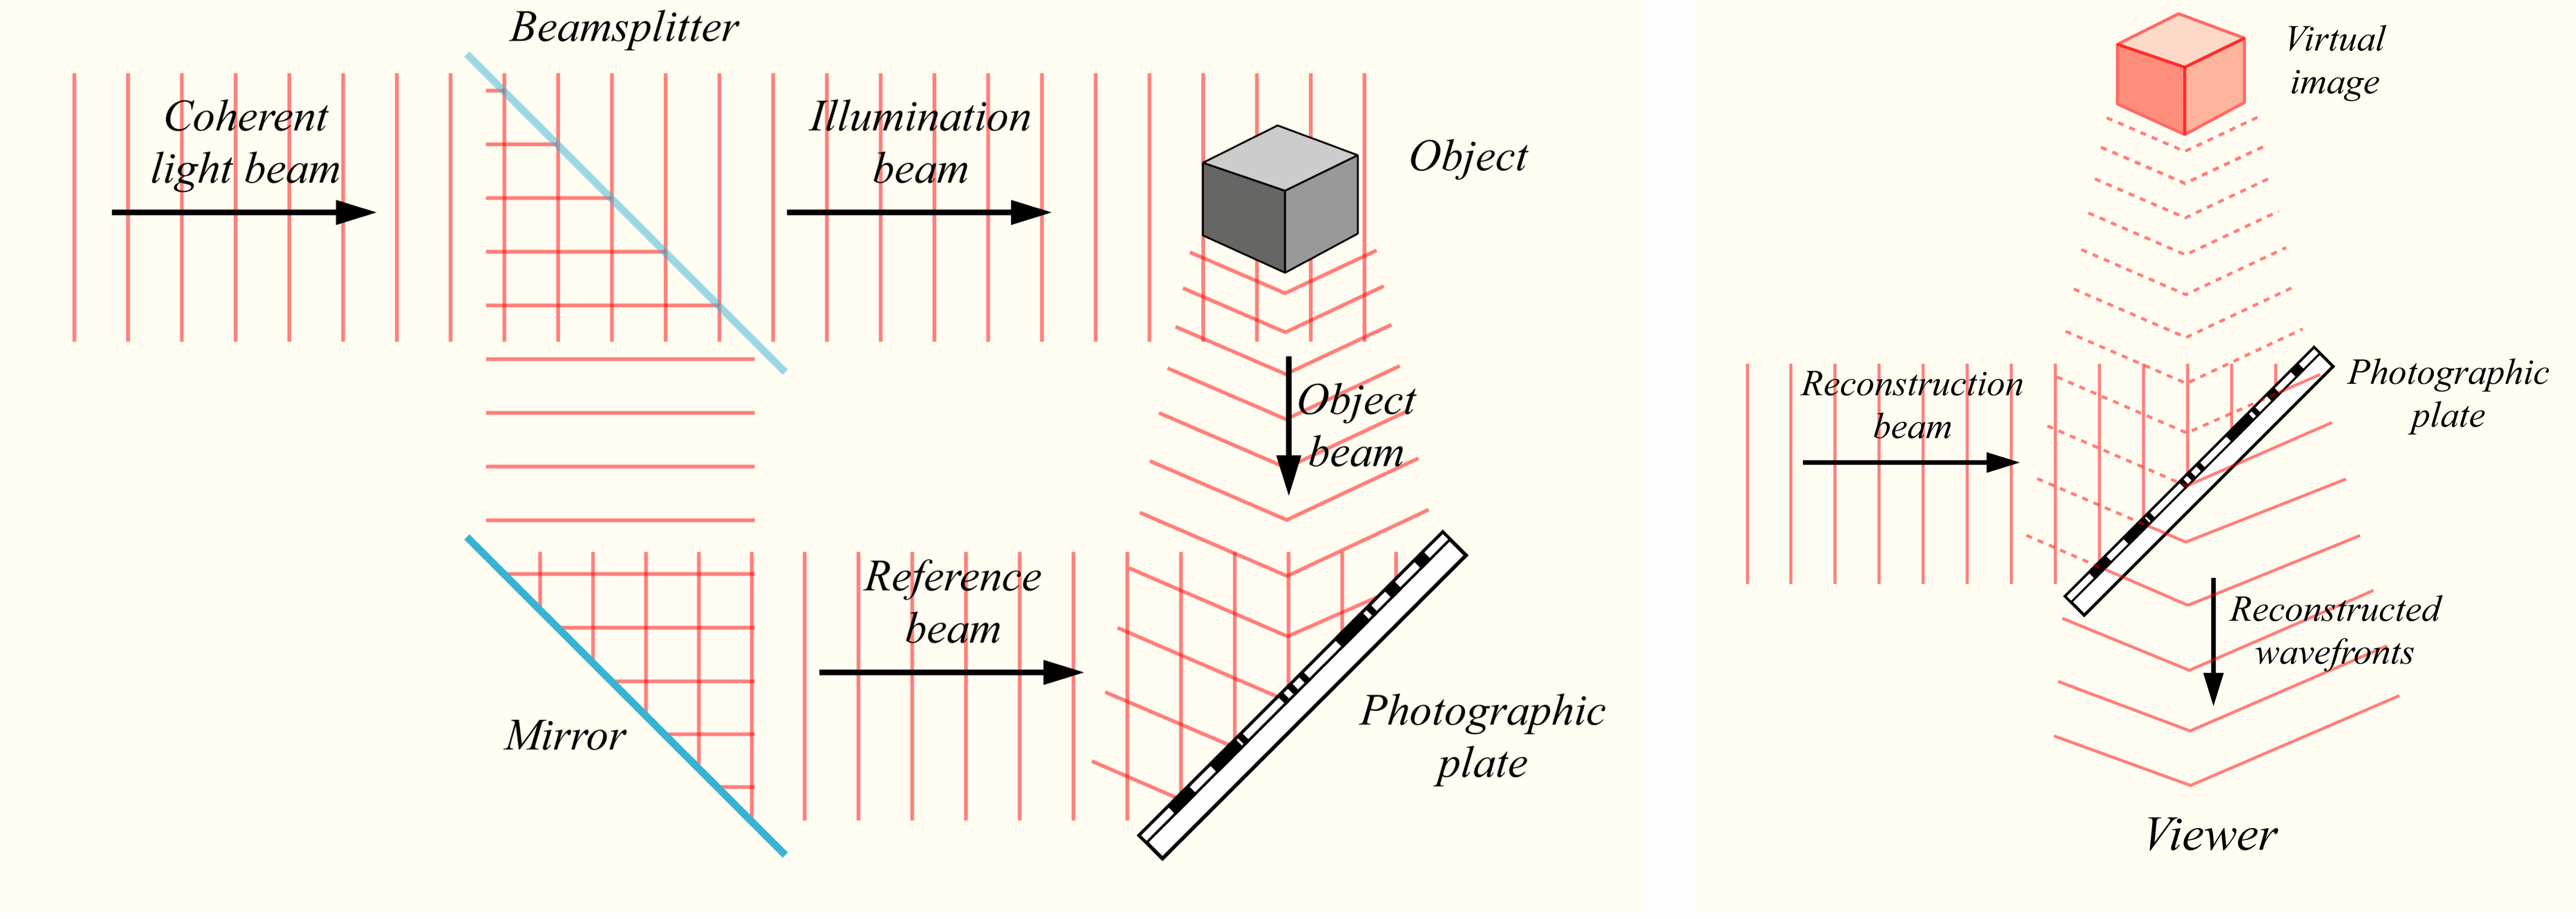 Beamsplitter
Coherent
light beam
Illumination
beam
Object
Object
beam
Reference
beam
Mirror
Photographic
plate
Virtual
image
Reconstruction
beam
Photographic
plate
Reconstructed
wavefronts
Viewer